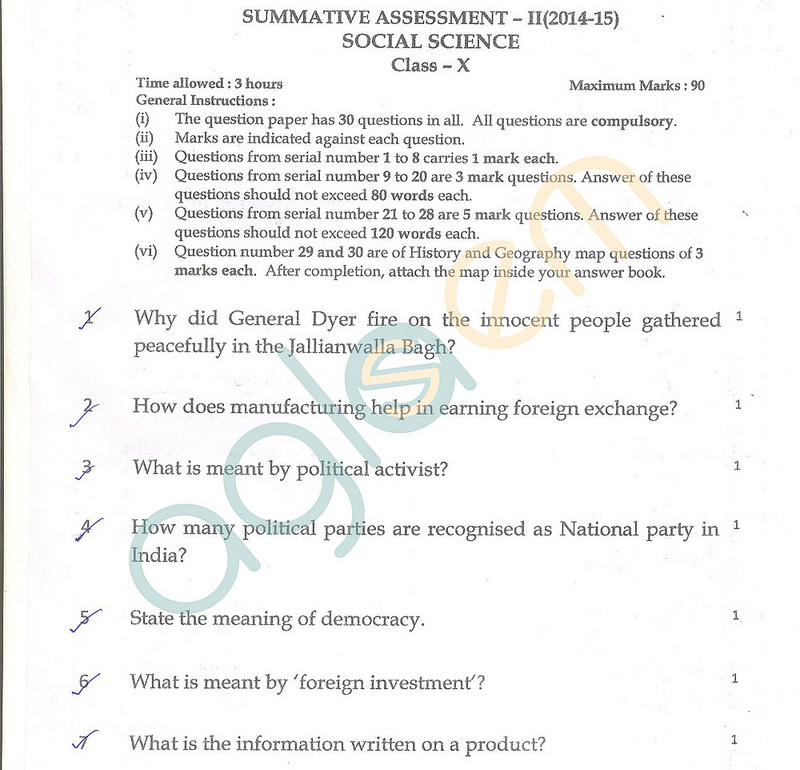 SUMMATIVE ASSESSMENT – II(2014-15)
SOCIAL SCIENCE
Class – X
Time allowed : 3 hours Maximum Marks : 90
General Instructions :
(i) The question paper has 30 questions in all. All questions are compulsory.
(ii) Marks are indicated against each question.
(iii) Questions from serial number 1 to 8 carries 1 mark each.
(iv) Questions from serial number 9 to 20 are 3 mark questions. Answer of these
questions should not exceed 80 words each.
(v) Questions from serial number 21 to 28 are 5 mark questions. Answer of these
questions should not exceed 120 words each.
(vi) Question number 29 and 30 are of History and Geography map questions of 3
marks each. After completion, attach the map inside your answer book.
1 Why did General Dyer fire on the innocent people gathered 1
peacefully in the Jallianwalla Bagh?
2 How does manufacturing help in earning foreign exchange? 1
3 What is meant by political activist? 1
4 How many political parties are recognised as National party in 1
India?
5 State the meaning of democracy. 1
6 What is meant by 'foreign investment'? 1
7 What is the information written on a product? 1
aglasem